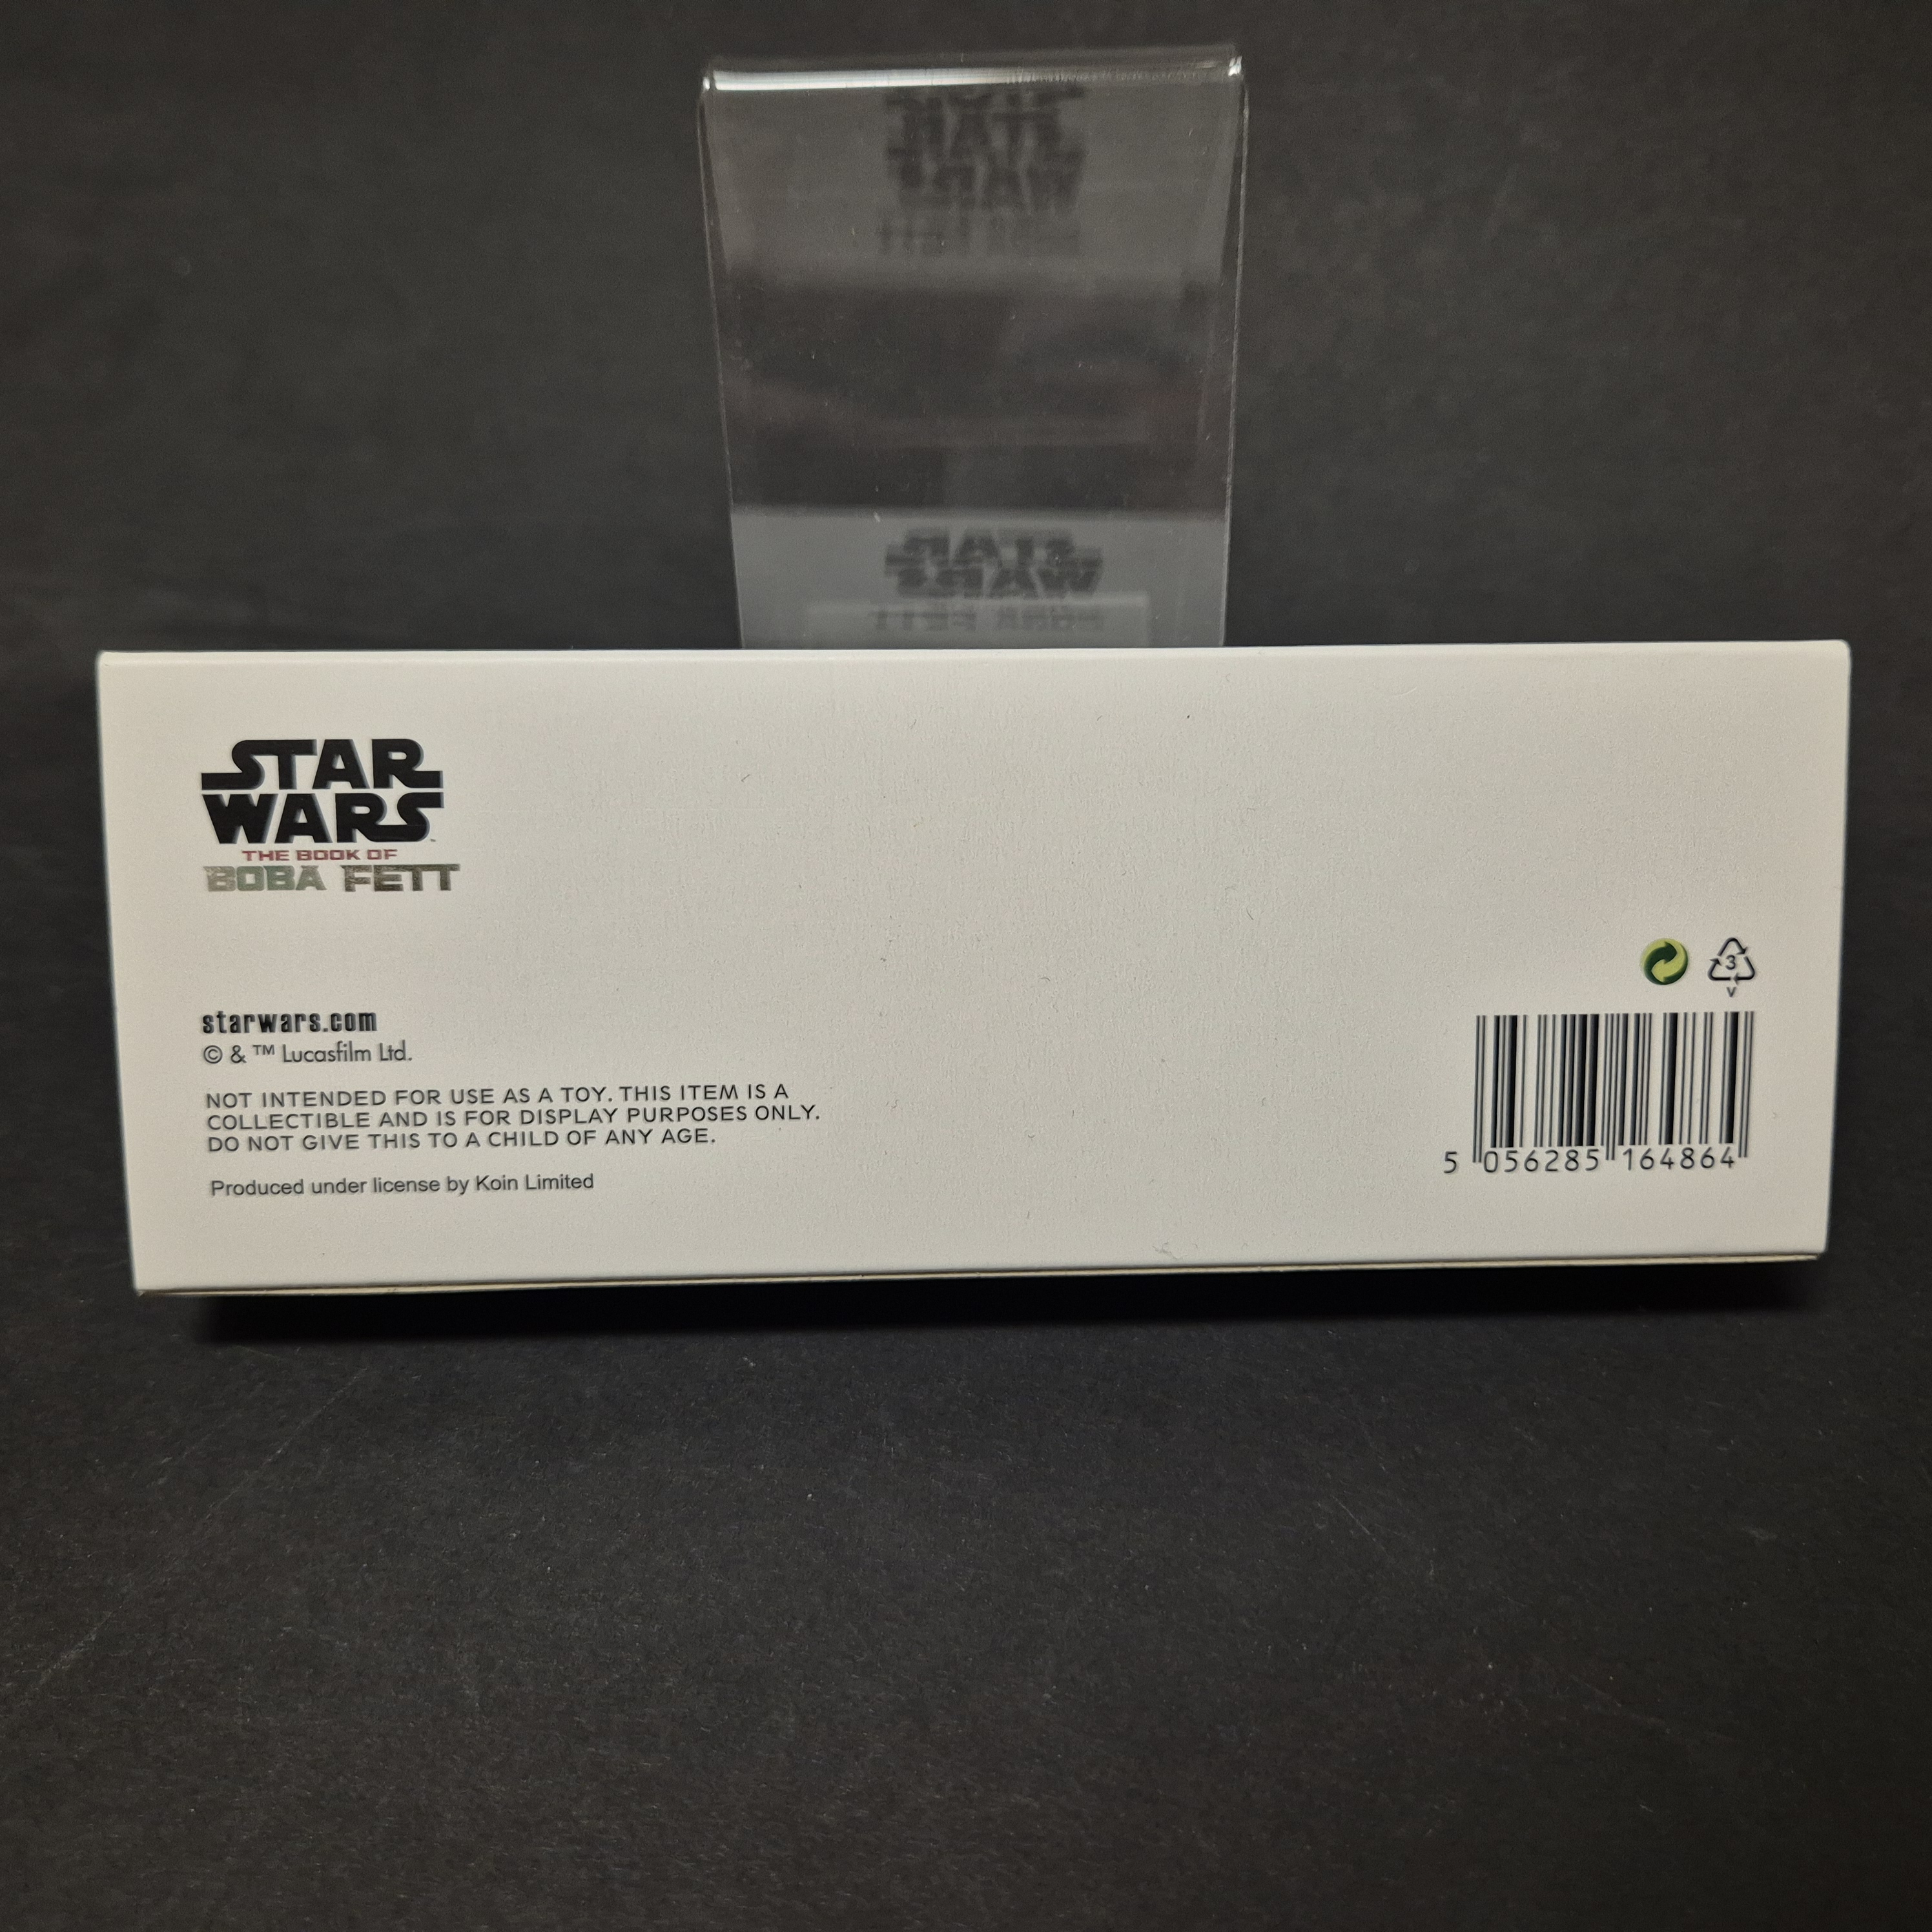 STAR
WARS
THE BOOK OF
BOBA FETT
starwars.com
© & ™ Lucasfilm Ltd.
NOT INTENDED FOR USE AS A TOY. THIS ITEM IS A
COLLECTIBLE AND IS FOR DISPLAY PURPOSES ONLY.
DO NOT GIVE THIS TO A CHILD OF ANY AGE.
Produced under license by Koin Limited
3
V
5 056285 164864